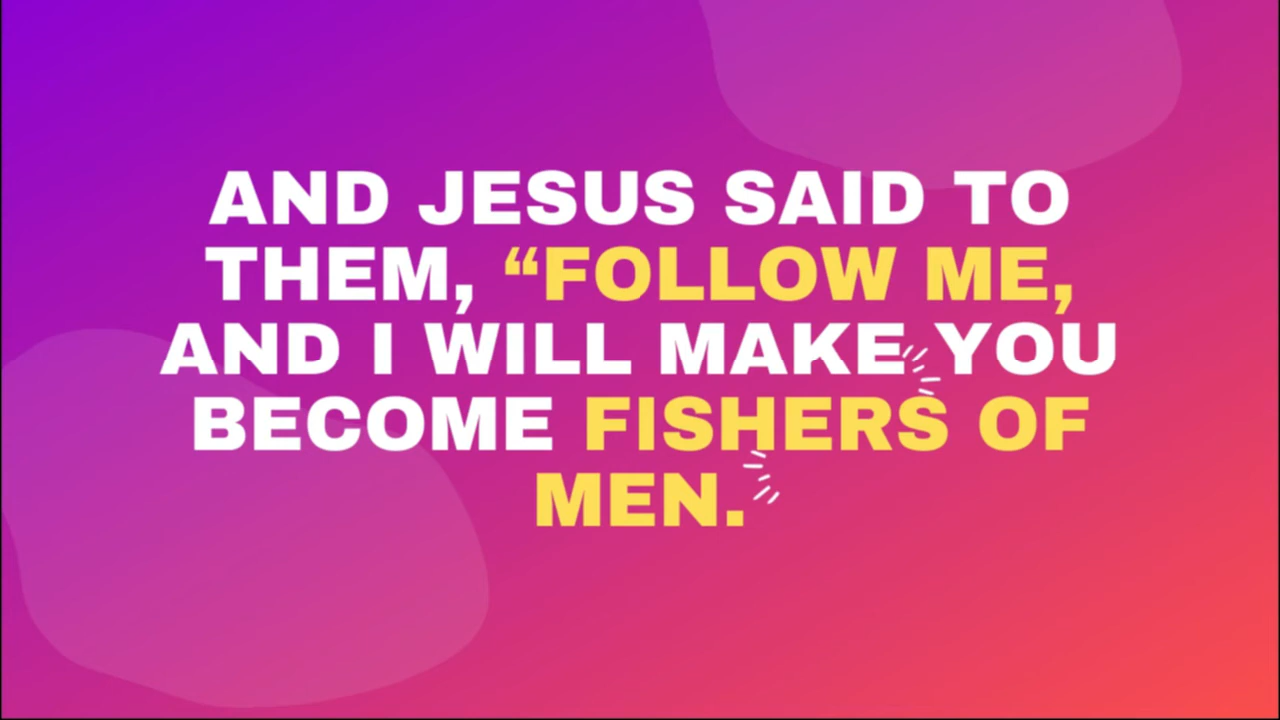 AND JESUS SAID TO
THEM, “FOLLOW ME,
AND I WILL MAKE YOU
BECOME FISHERS OF
MEN.